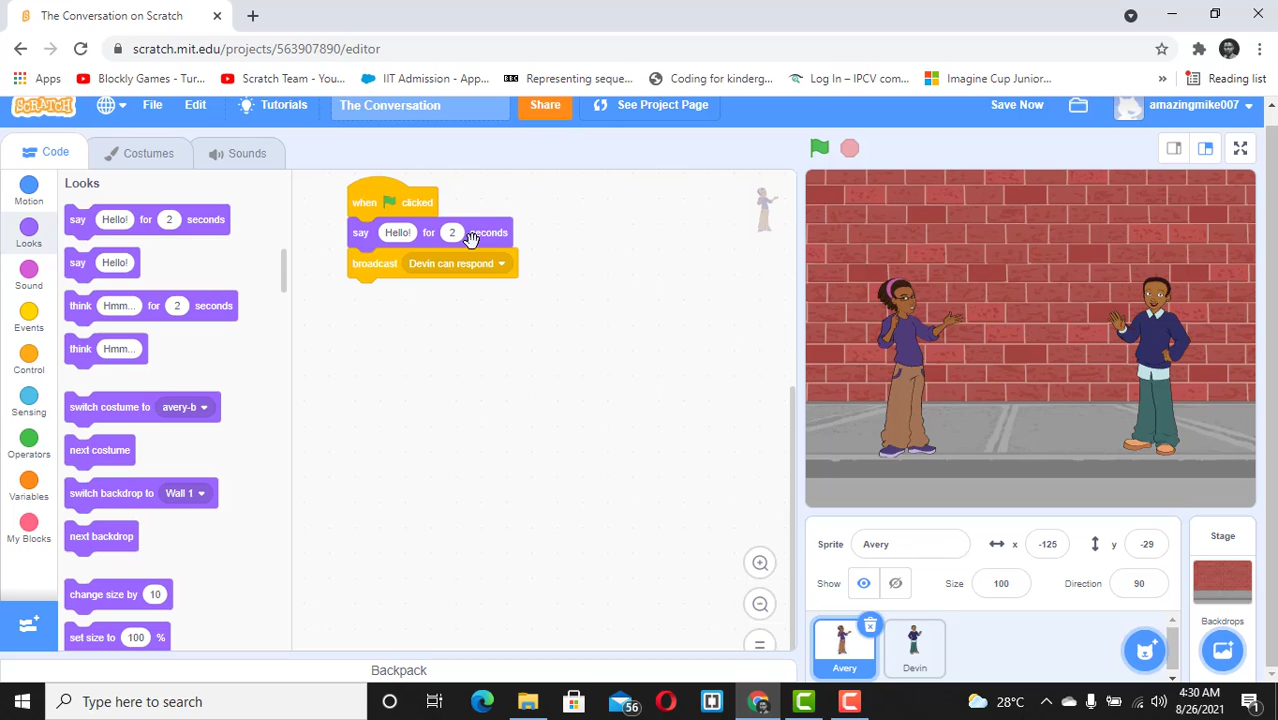 The Conversation on Scratch
scratch.mit.edu/projects/563907890/editor
Apps
Blockly Games - Tur...
Scratch Team - You...
IIT Admission - App...
Representing seque...
Coding for kinderg...
Log In – IPCV com...
Imagine Cup Junior...
»
Reading list
SCRATCH
File
Edit
Tutorials
The Conversation
Share
See Project Page
Save Now
amazingmike007
Code
Costumes
Sounds
Motion
Looks
Sound
Events
Control
Sensing
Operators
Variables
My Blocks
Looks
say Hello! for 2 seconds
say Hello!
think Hmm... for 2 seconds
think Hmm...
switch costume to avery-b
next costume
switch backdrop to Wall 1
next backdrop
change size by 10
set size to 100 %
when clicked
say Hello! for 2 seconds
broadcast Devin can respond
Backpack
Sprite Avery x -125 y -29
Show Size 100 Direction 90
Avery
Devin
Stage
Backdrops
Type here to search
56
28°C
4:30 AM
8/26/2021
1